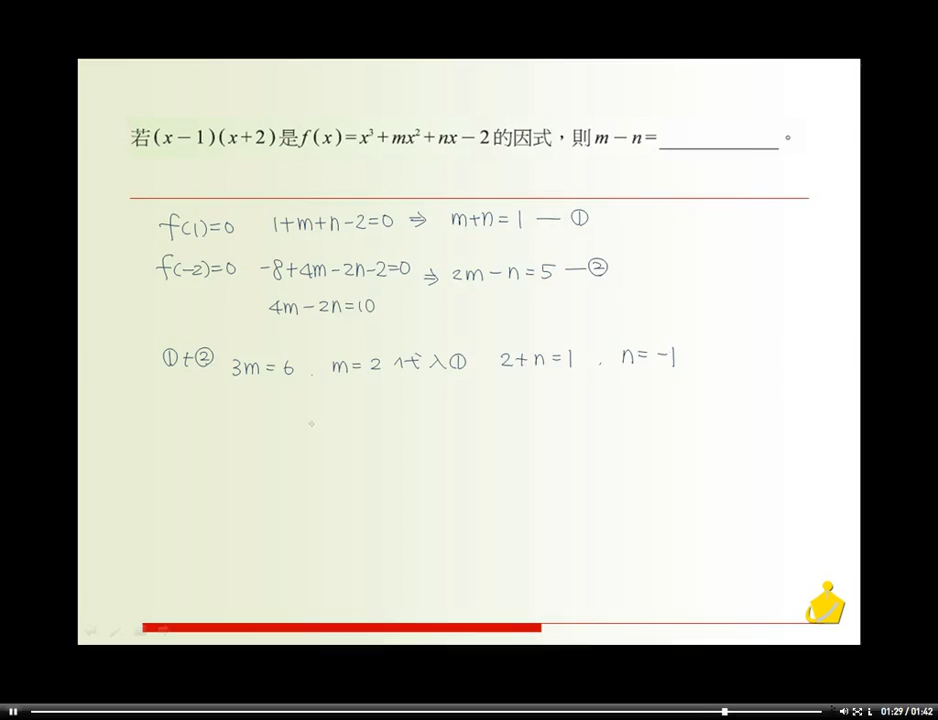 若(x－1)(x＋2)是f(x)＝x³＋mx²＋nx－2的因式，則m－n＝＿＿＿＿＿＿。
f(1)=0 1+m+n-2=0 ⇒ m+n=1 — ①
f(-2)=0 -8+4m-2n-2=0 ⇒ 2m-n=5 — ②
4m-2n=10
①+② 3m=6 . m=2 代入① 2+n=1 . n=-1
01:29 / 01:42